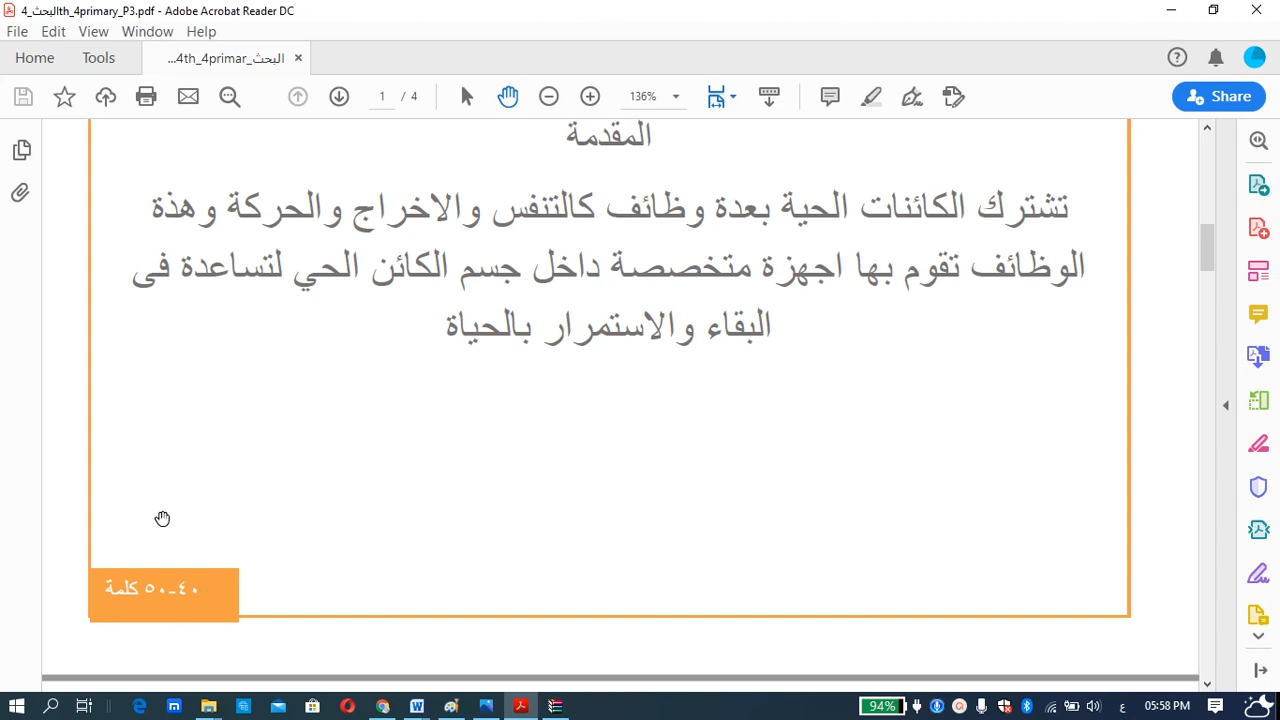 4_البحثth_4primary_P3.pdf - Adobe Acrobat Reader DC
File Edit View Window Help
Home Tools ...4th_4primar_البحث ×
1 / 4 136% Share
المقدمة
تشترك الكائنات الحية بعدة وظائف كالتنفس والاخراج والحركة وهذة
الوظائف تقوم بها اجهزة متخصصة داخل جسم الكائن الحي لتساعدة فى
البقاء والاستمرار بالحياة
٤٠-٥٠ كلمة
94% ع 05:58 PM